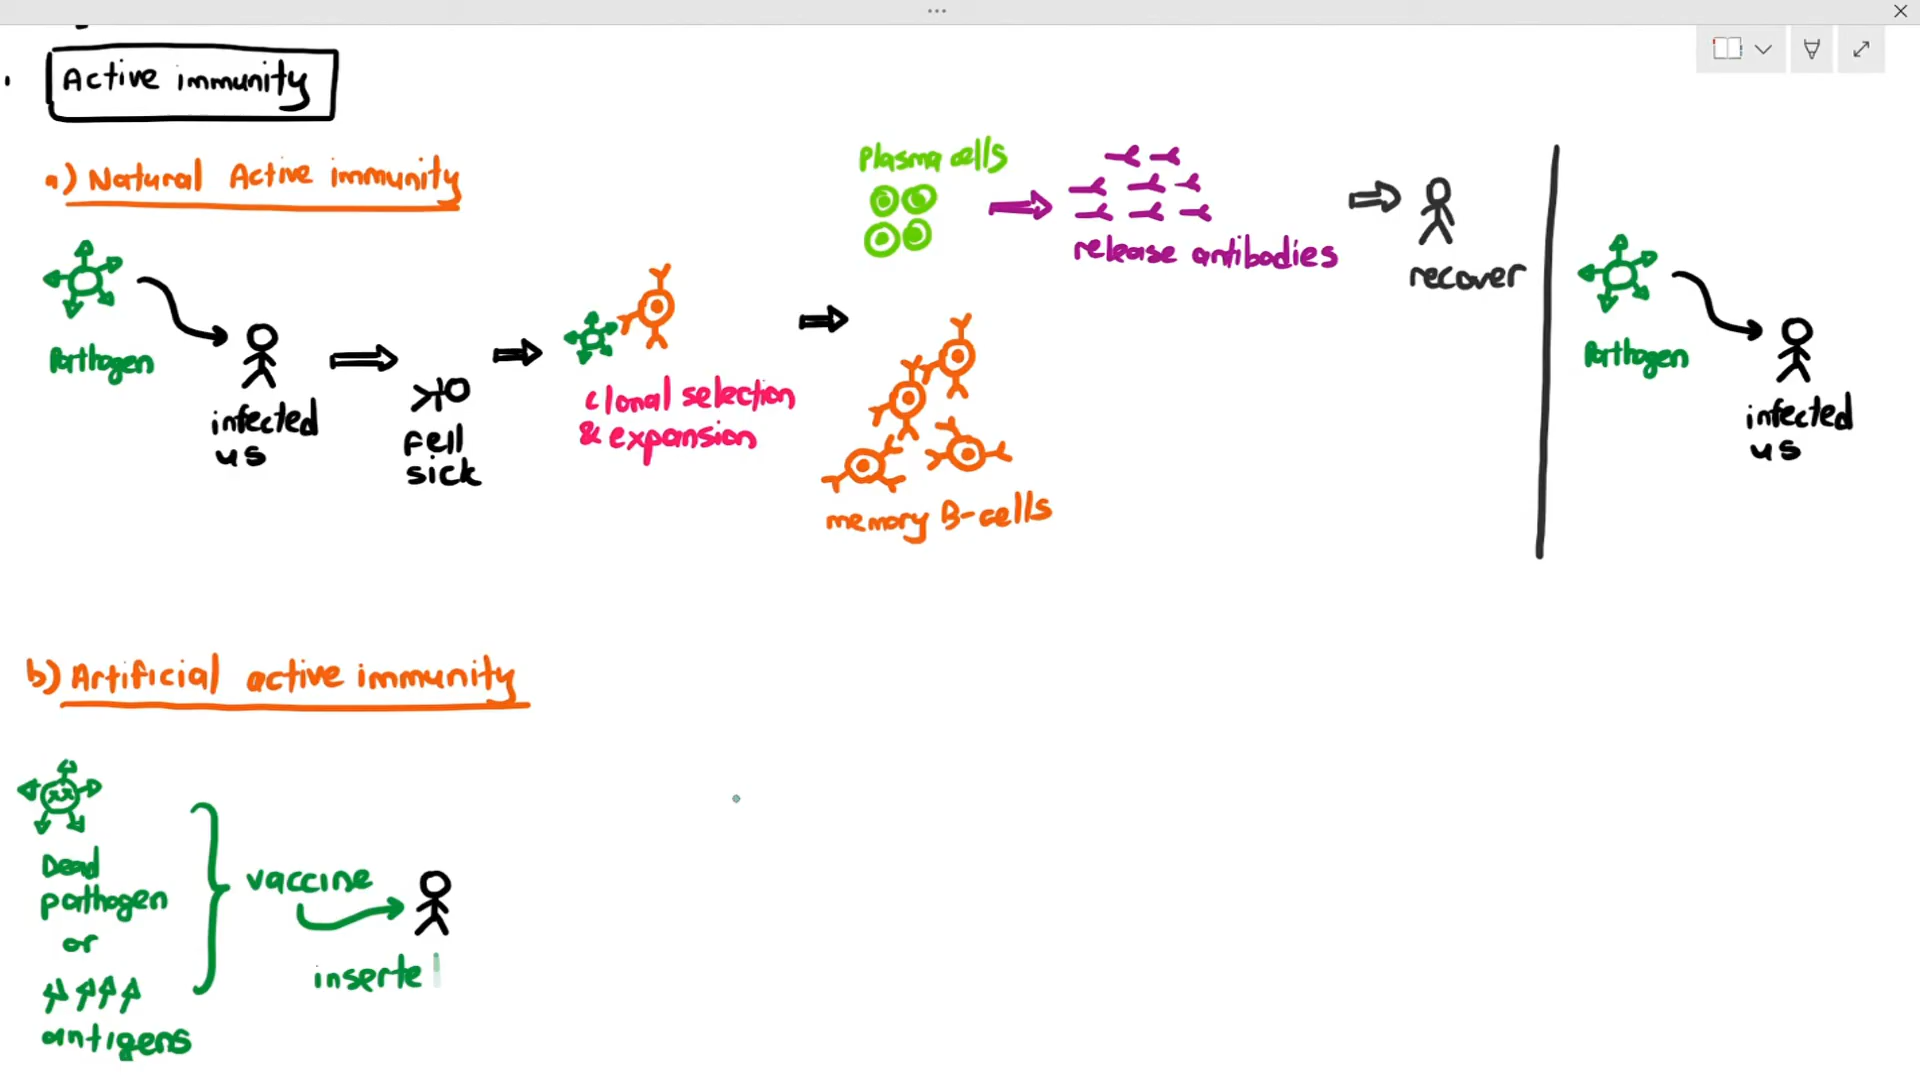 Active immunity
a) Natural Active immunity
Pathogen
infected
us
fell
sick
clonal selection
& expansion
Plasma cells
release antibodies
recover
memory B-cells
Pathogen
infected
us
b) Artificial active immunity
Dead
pathogen
or
antigens
vaccine
inserte